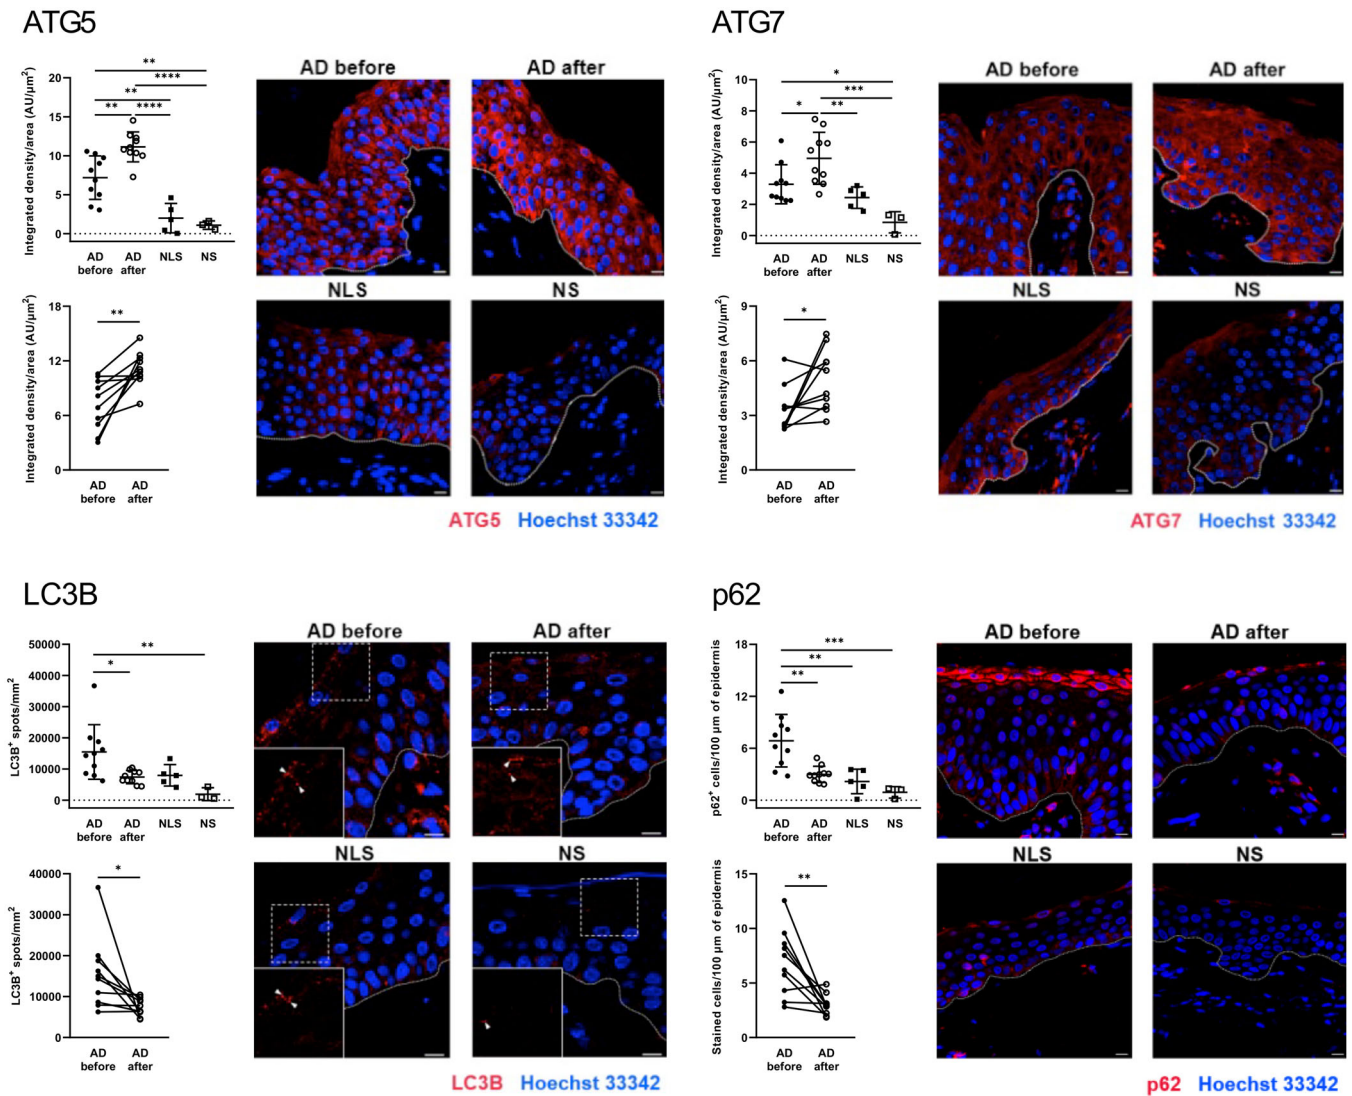 ATG5
ATG7
Integrated density/area (AU/μm²)
20
15
10
5
0
** 
****
**
** ****
AD before
AD after
NLS
NS
AD before
AD after
NLS
NS
Integrated density/area (AU/μm²)
18
12
6
0
**
AD before
AD after
ATG5 Hoechst 33342
Integrated density/area (AU/μm²)
10
8
6
4
2
0
*
***
* **
AD before
AD after
NLS
NS
AD before
AD after
NLS
NS
Integrated density/area (AU/μm²)
9
6
3
0
*
AD before
AD after
ATG7 Hoechst 33342
LC3B
p62
LC3B⁺ spots/mm²
50000
40000
30000
20000
10000
0
**
*
AD before
AD after
NLS
NS
AD before
AD after
NLS
NS
LC3B⁺ spots/mm²
40000
30000
20000
10000
0
*
AD before
AD after
LC3B Hoechst 33342
p62⁺ cells/100 μm of epidermis
18
12
6
0
***
**
**
AD before
AD after
NLS
NS
AD before
AD after
NLS
NS
Stained cells/100 μm of epidermis
15
10
5
0
**
AD before
AD after
p62 Hoechst 33342